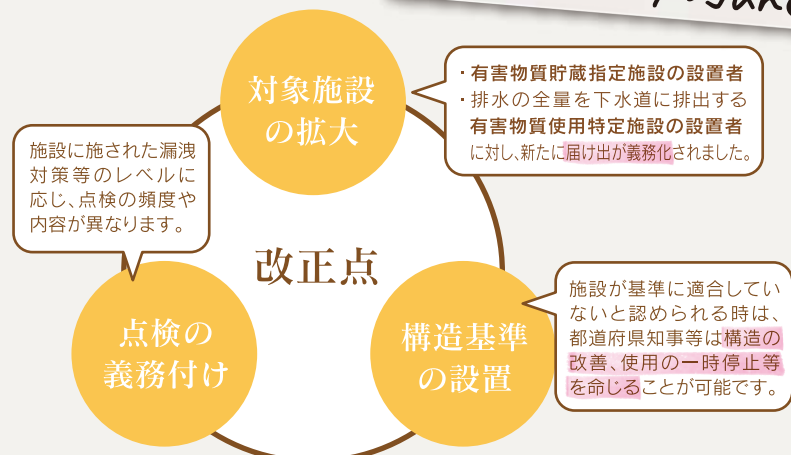 対象施設
の拡大
・有害物質貯蔵指定施設の設置者
・排水の全量を下水道に排出する
有害物質使用特定施設の設置者
に対し、新たに届け出が義務化されました。
施設に施された漏洩
対策等のレベルに
応じ、点検の頻度や
内容が異なります。
改正点
点検の
義務付け
構造基準
の設置
施設が基準に適合してい
ないと認められる時は、
都道府県知事等は構造の
改善、使用の一時停止等
を命じることが可能です。